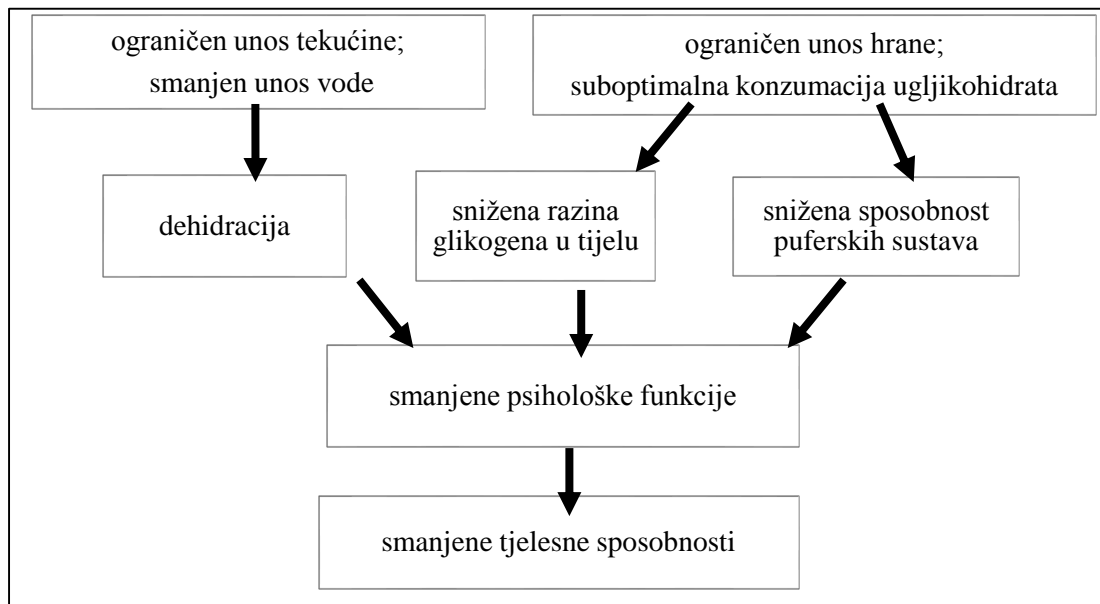 ograničen unos tekućine;
smanjen unos vode
ograničen unos hrane;
suboptimalna konzumacija ugljikohidrata
dehidracija
snižena razina
glikogena u tijelu
snižena sposobnost
puferskih sustava
smanjene psihološke funkcije
smanjene tjelesne sposobnosti